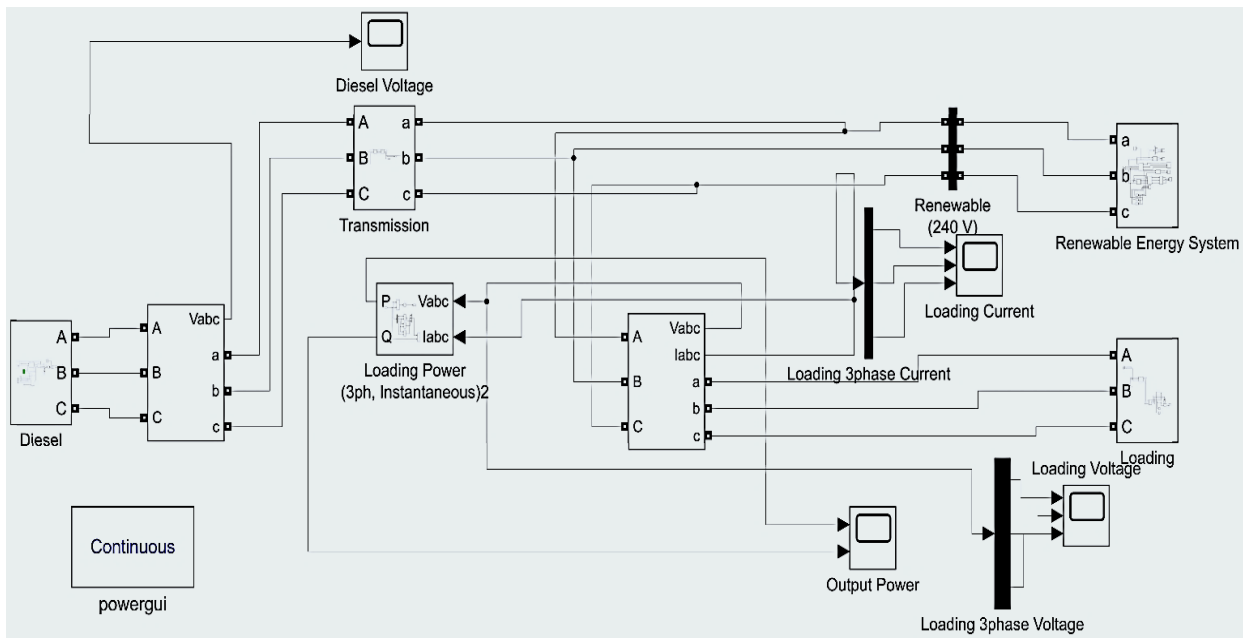 Diesel Voltage
A
a
B
b
C
c
Transmission
Renewable
(240 V)
a
b
c
Renewable Energy System
Loading Current
Loading 3phase Current
P
Vabc
Q
Iabc
Loading Power
(3ph, Instantaneous)2
A
B
C
Diesel
Vabc
A
a
B
b
C
c
Vabc
A
Iabc
a
B
b
C
c
A
B
C
Loading
Loading Voltage
Loading 3phase Voltage
Output Power
Continuous
powergui